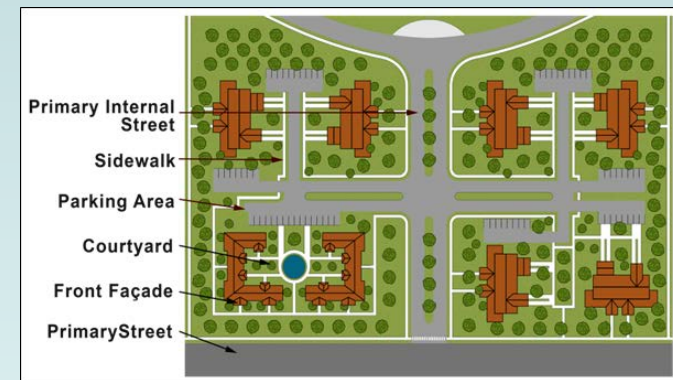 Primary Internal
Street
Sidewalk
Parking Area
Courtyard
Front Façade
PrimaryStreet